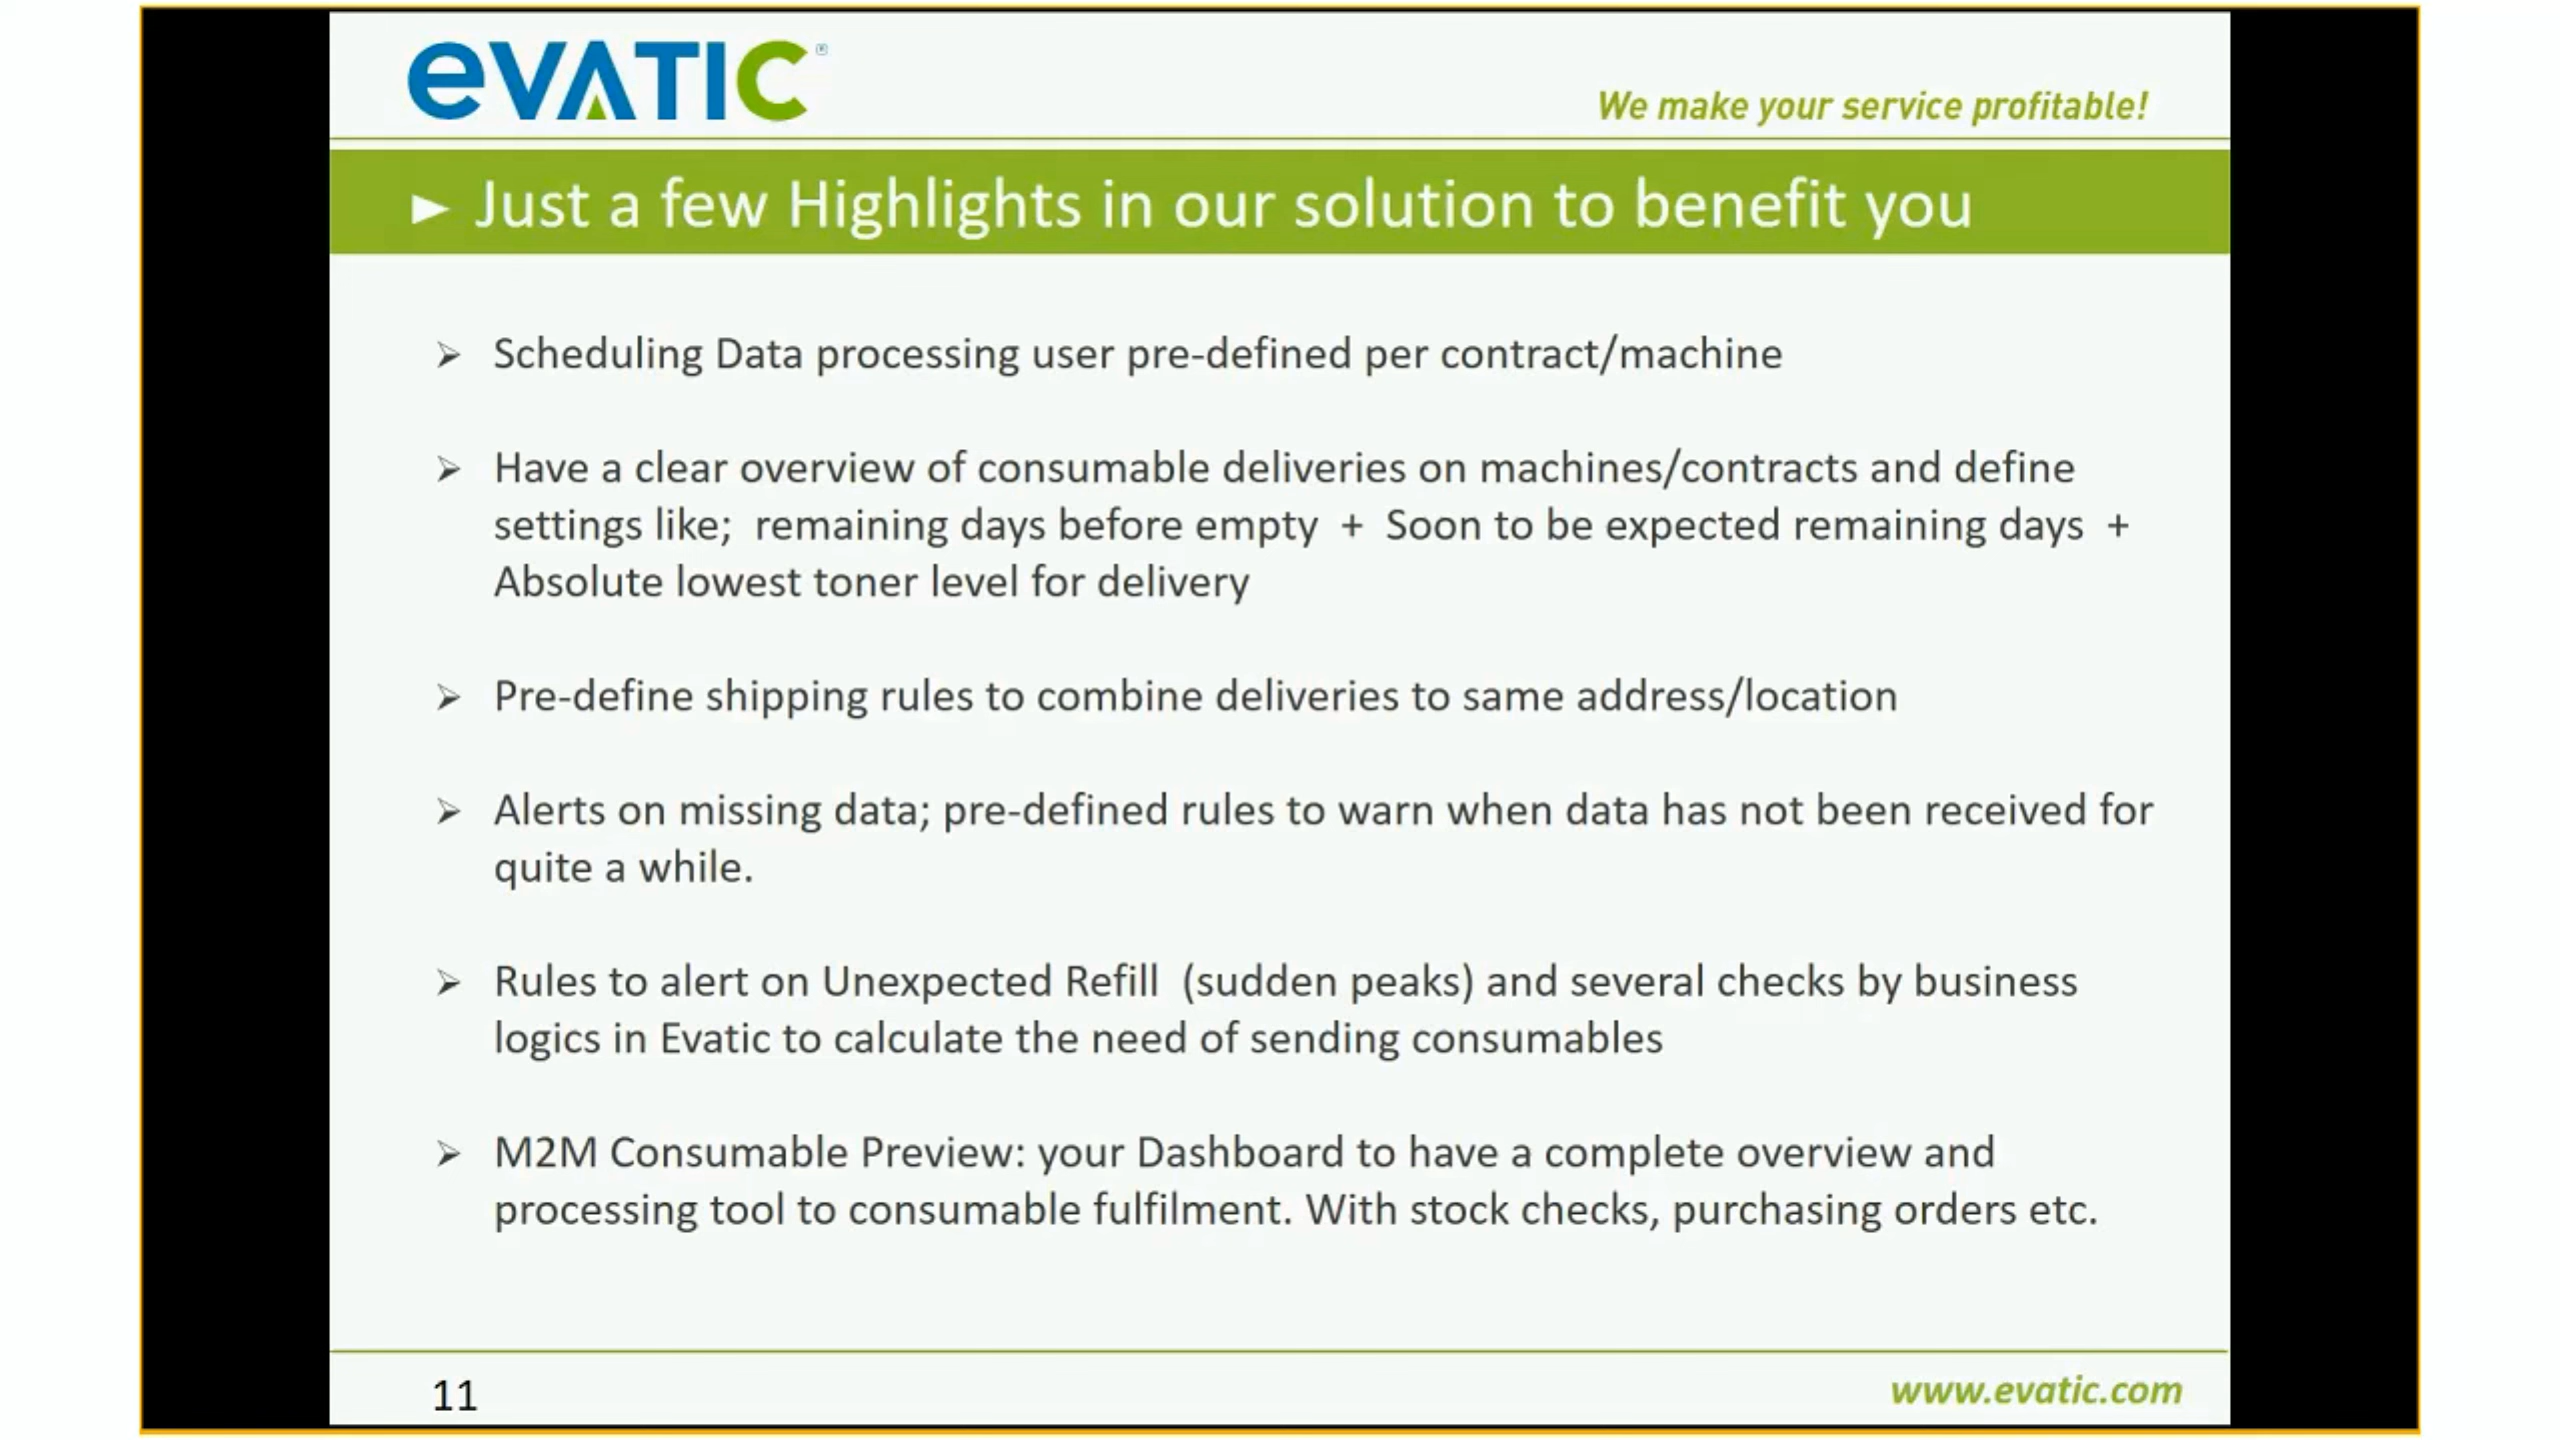 eVATIC®
We make your service profitable!
► Just a few Highlights in our solution to benefit you
➢ Scheduling Data processing user pre-defined per contract/machine
➢ Have a clear overview of consumable deliveries on machines/contracts and define
settings like;  remaining days before empty  +  Soon to be expected remaining days  +
Absolute lowest toner level for delivery
➢ Pre-define shipping rules to combine deliveries to same address/location
➢ Alerts on missing data; pre-defined rules to warn when data has not been received for
quite a while.
➢ Rules to alert on Unexpected Refill  (sudden peaks) and several checks by business
logics in Evatic to calculate the need of sending consumables
➢ M2M Consumable Preview: your Dashboard to have a complete overview and
processing tool to consumable fulfilment. With stock checks, purchasing orders etc.
11
www.evatic.com